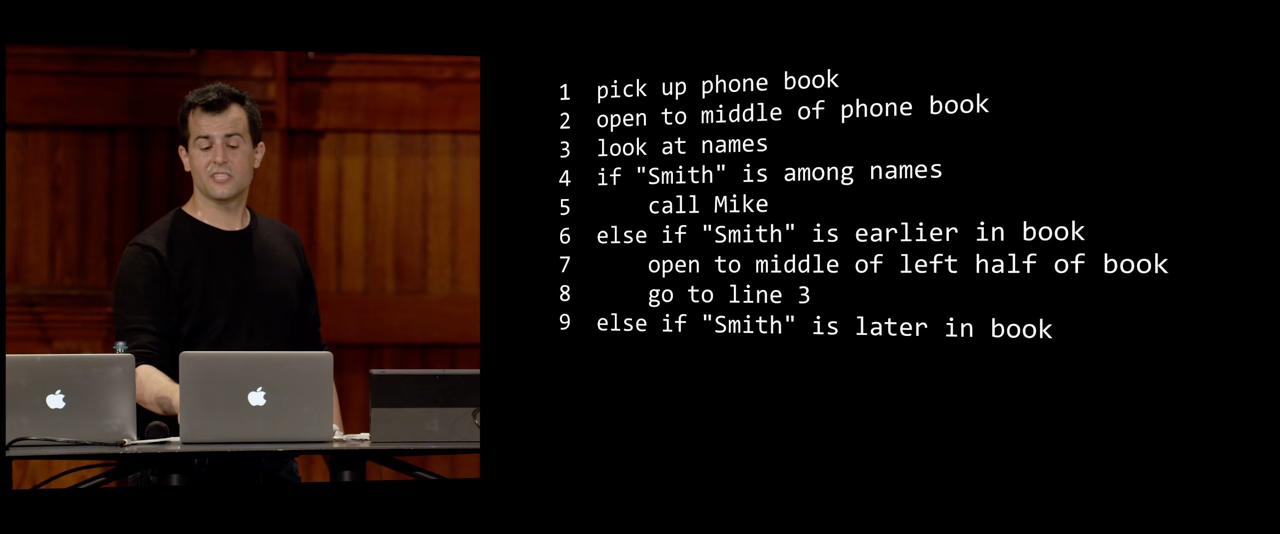 1 pick up phone book
2 open to middle of phone book
3 look at names
4 if "Smith" is among names
5     call Mike
6 else if "Smith" is earlier in book
7     open to middle of left half of book
8     go to line 3
9 else if "Smith" is later in book